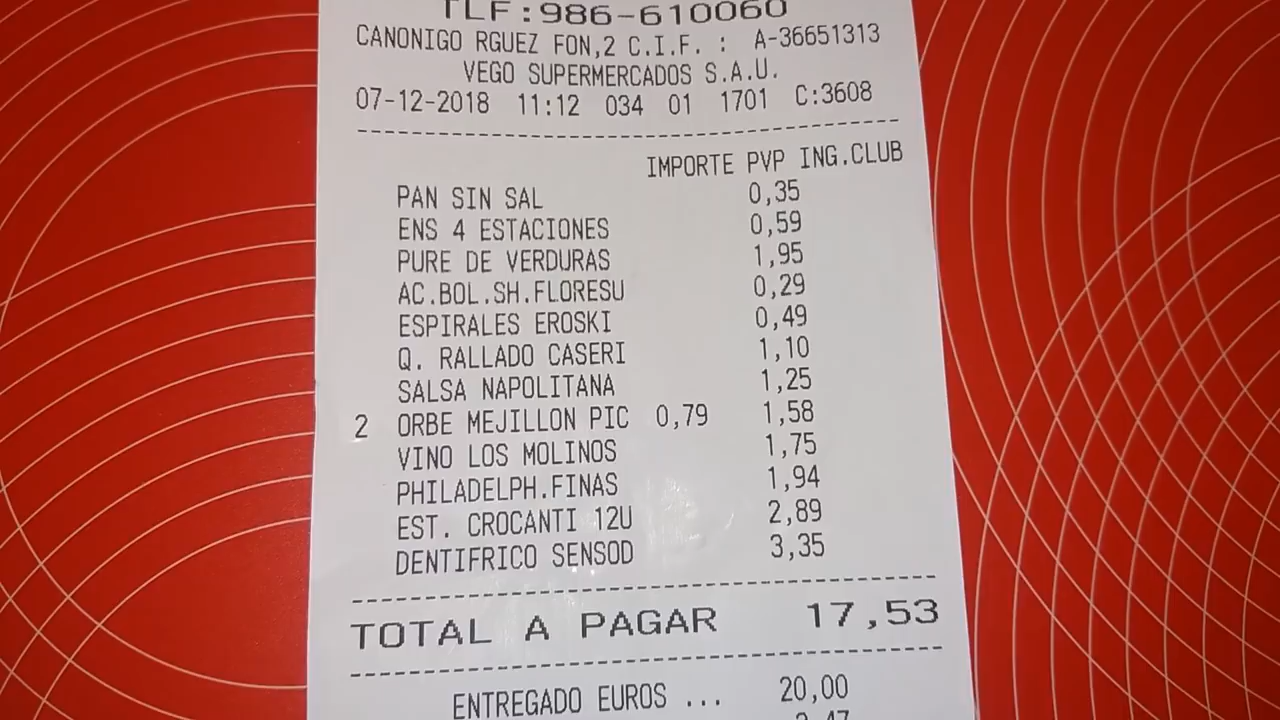 TLF:986-610060
CANONIGO RGUEZ FON,2 C.I.F. : A-36651313
VEGO SUPERMERCADOS S.A.U.
07-12-2018 11:12 034 01 1701 C:3608
IMPORTE PVP ING.CLUB
PAN SIN SAL 0,35
ENS 4 ESTACIONES 0,59
PURE DE VERDURAS 1,95
AC.BOL.SH.FLORESU 0,29
ESPIRALES EROSKI 0,49
Q. RALLADO CASERI 1,10
SALSA NAPOLITANA 1,25
2 ORBE MEJILLON PIC 0,79 1,58
VINO LOS MOLINOS 1,75
PHILADELPH.FINAS 1,94
EST. CROCANTI 12U 2,89
DENTIFRICO SENSOD 3,35
TOTAL A PAGAR 17,53
ENTREGADO EUROS ... 20,00